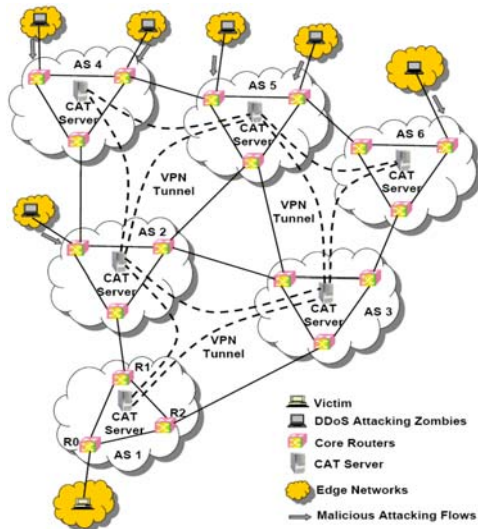 AS 4
CAT
Server
AS 5
CAT
Server
AS 6
CAT
Server
VPN
Tunnel
VPN
Tunnel
AS 2
CAT
Server
CAT
Server
AS 3
VPN
Tunnel
R1
CAT
Server
R2
R0
AS 1
Victim
DDoS Attacking Zombies
Core Routers
CAT Server
Edge Networks
Malicious Attacking Flows